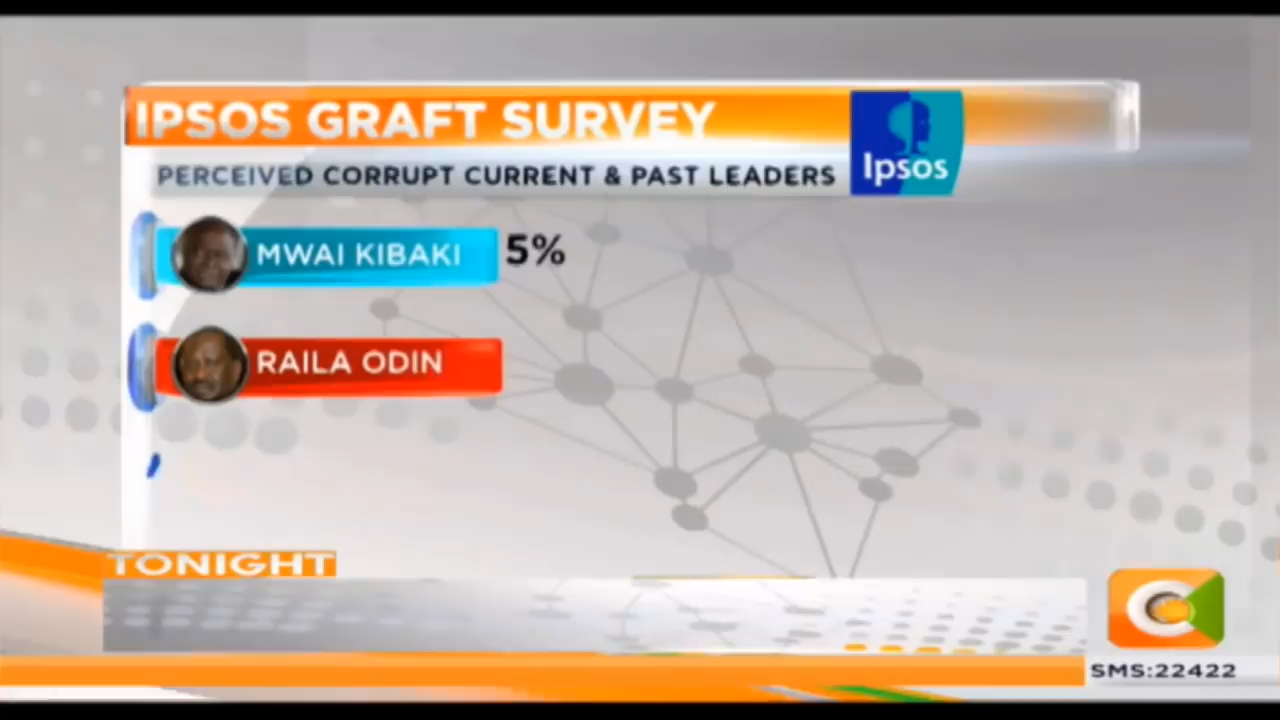 IPSOS GRAFT SURVEY
Ipsos
PERCEIVED CORRUPT CURRENT & PAST LEADERS
MWAI KIBAKI 5%
RAILA ODIN
TONIGHT
SMS:22422